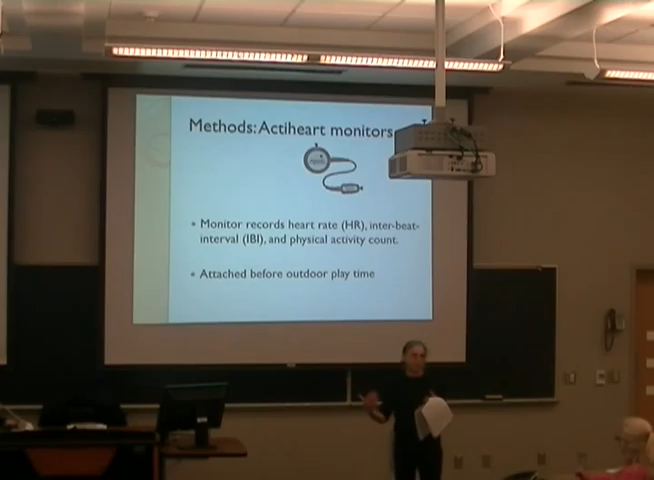 Methods: Actiheart monitors
• Monitor records heart rate (HR), inter-beat-
interval (IBI), and physical activity count.
• Attached before outdoor play time